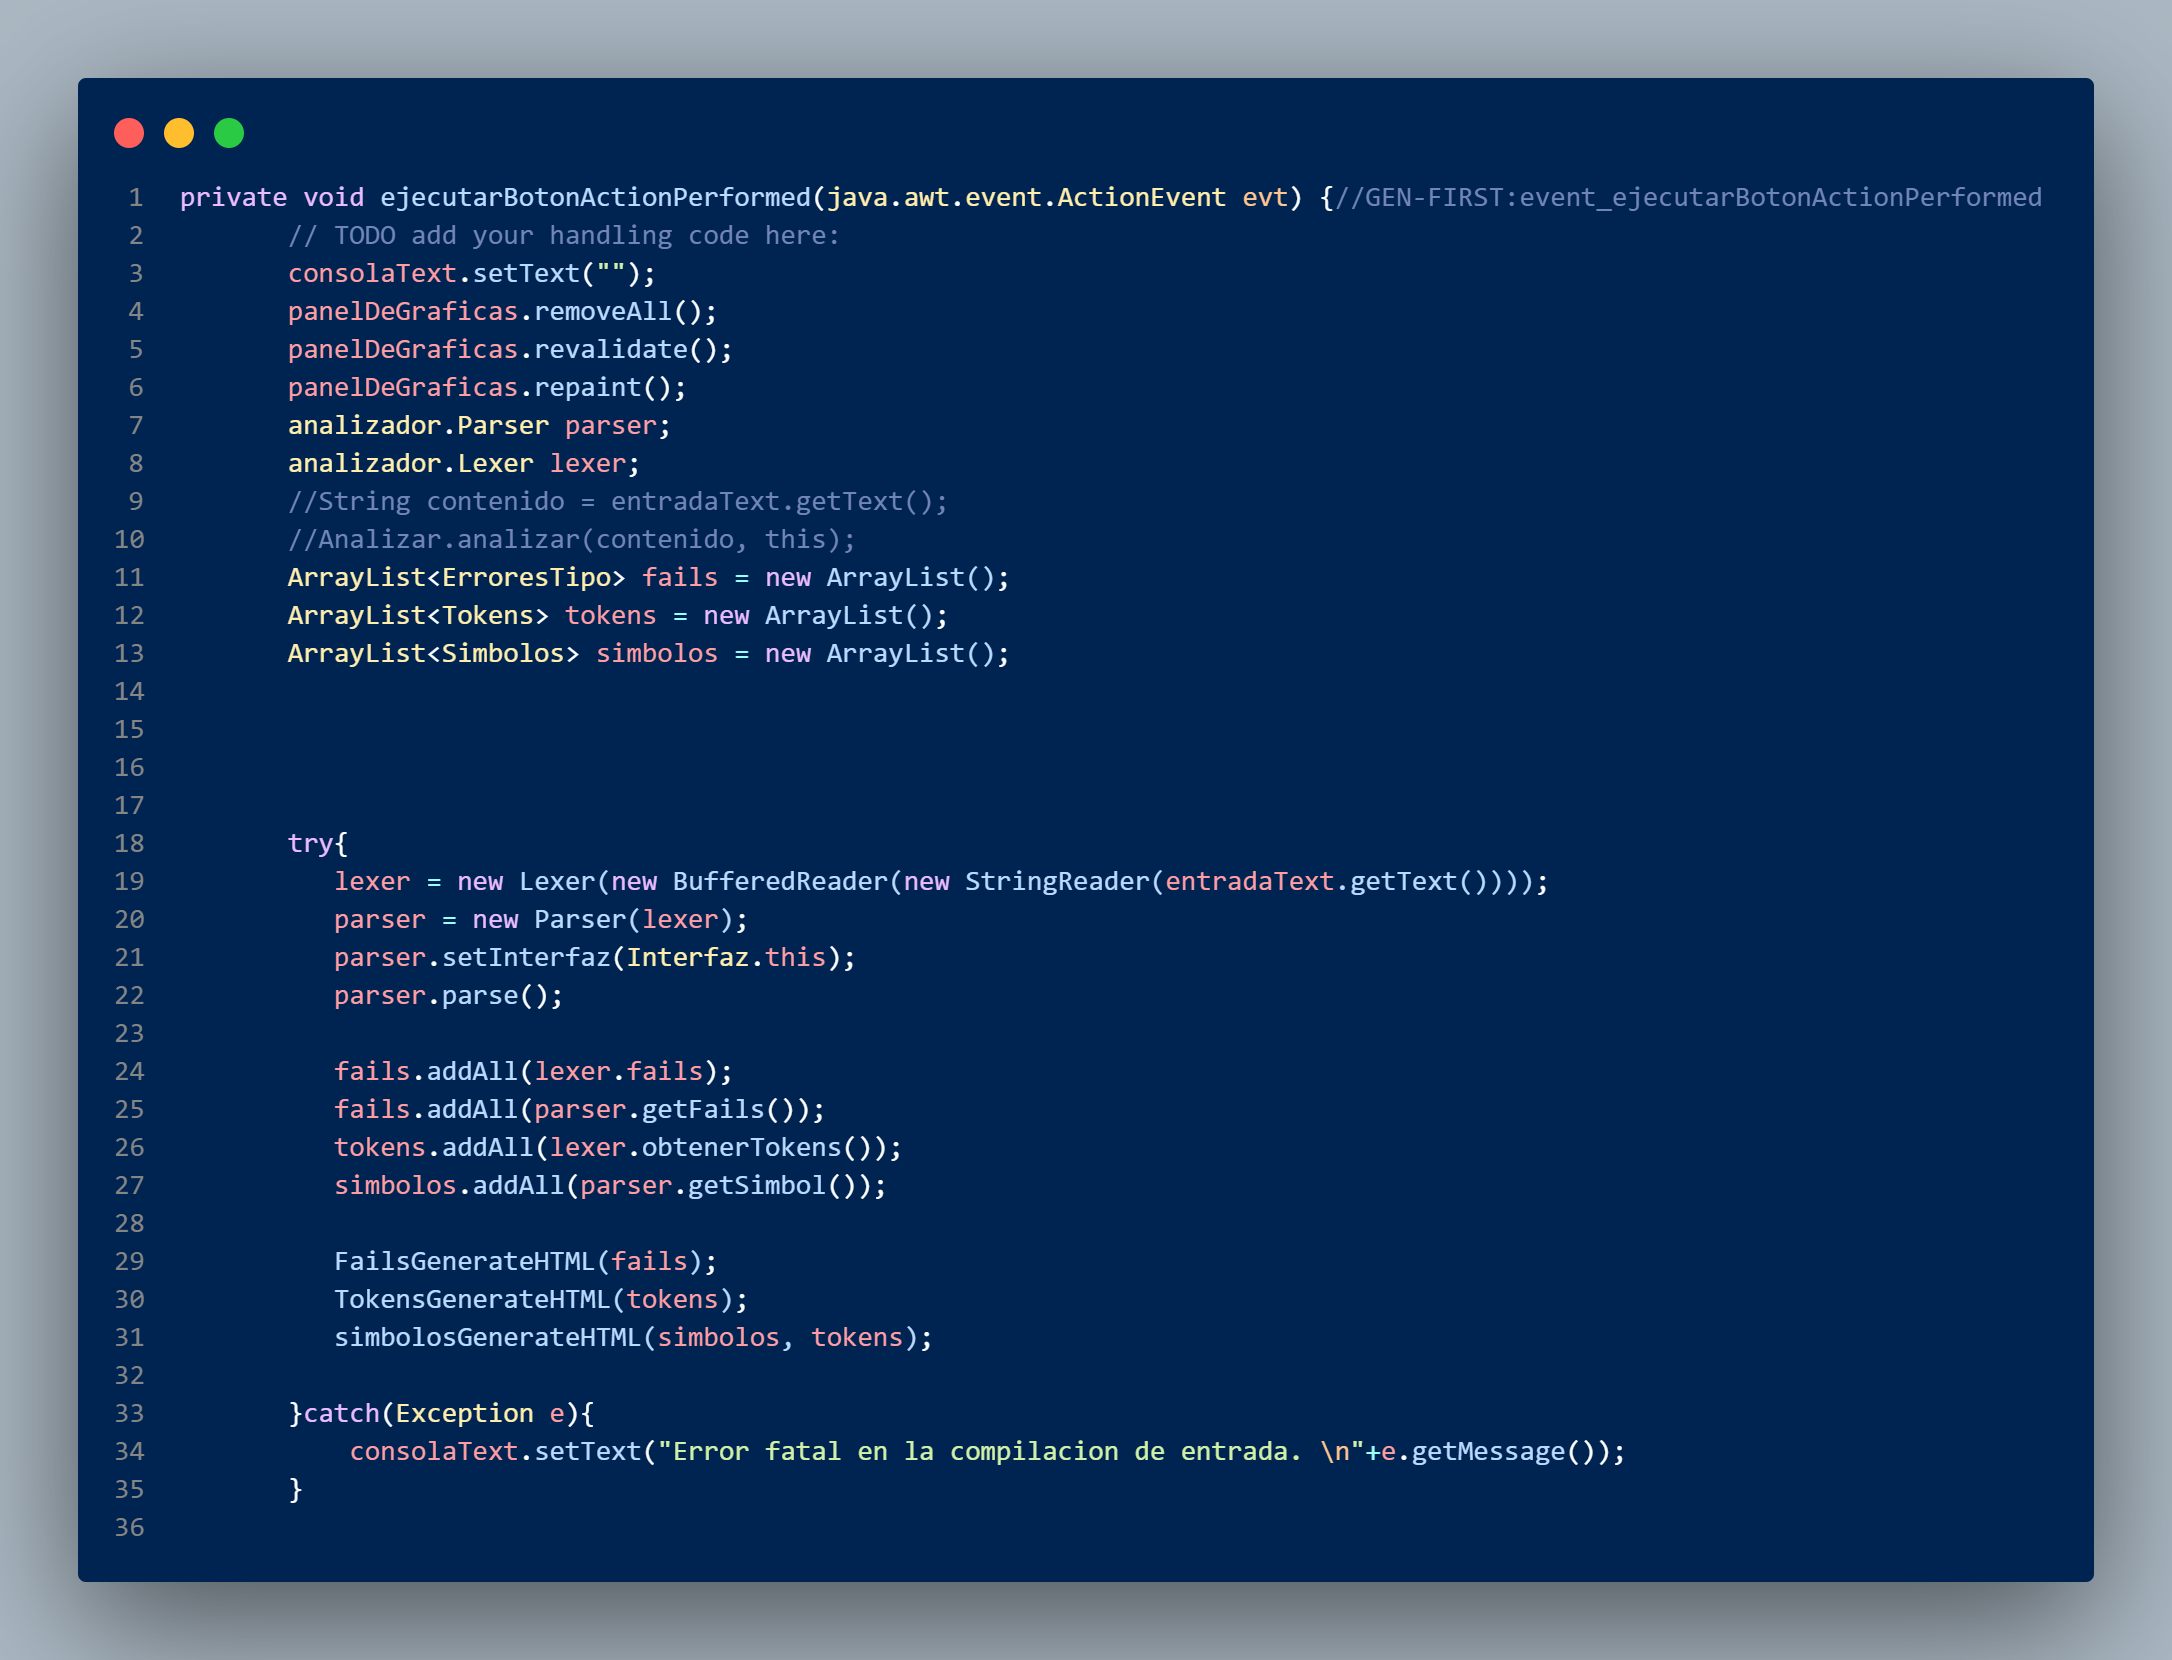 1 private void ejecutarBotonActionPerformed(java.awt.event.ActionEvent evt) {//GEN-FIRST:event_ejecutarBotonActionPerformed
2 // TODO add your handling code here:
3 consolaText.setText("");
4 panelDeGraficas.removeAll();
5 panelDeGraficas.revalidate();
6 panelDeGraficas.repaint();
7 analizador.Parser parser;
8 analizador.Lexer lexer;
9 //String contenido = entradaText.getText();
10 //Analizar.analizar(contenido, this);
11 ArrayList<ErroresTipo> fails = new ArrayList();
12 ArrayList<Tokens> tokens = new ArrayList();
13 ArrayList<Simbolos> simbolos = new ArrayList();
14
15
16
17
18 try{
19 lexer = new Lexer(new BufferedReader(new StringReader(entradaText.getText())));
20 parser = new Parser(lexer);
21 parser.setInterfaz(Interfaz.this);
22 parser.parse();
23
24 fails.addAll(lexer.fails);
25 fails.addAll(parser.getFails());
26 tokens.addAll(lexer.obtenerTokens());
27 simbolos.addAll(parser.getSimbol());
28
29 FailsGenerateHTML(fails);
30 TokensGenerateHTML(tokens);
31 simbolosGenerateHTML(simbolos, tokens);
32
33 }catch(Exception e){
34 consolaText.setText("Error fatal en la compilacion de entrada. \n"+e.getMessage());
35 }
36